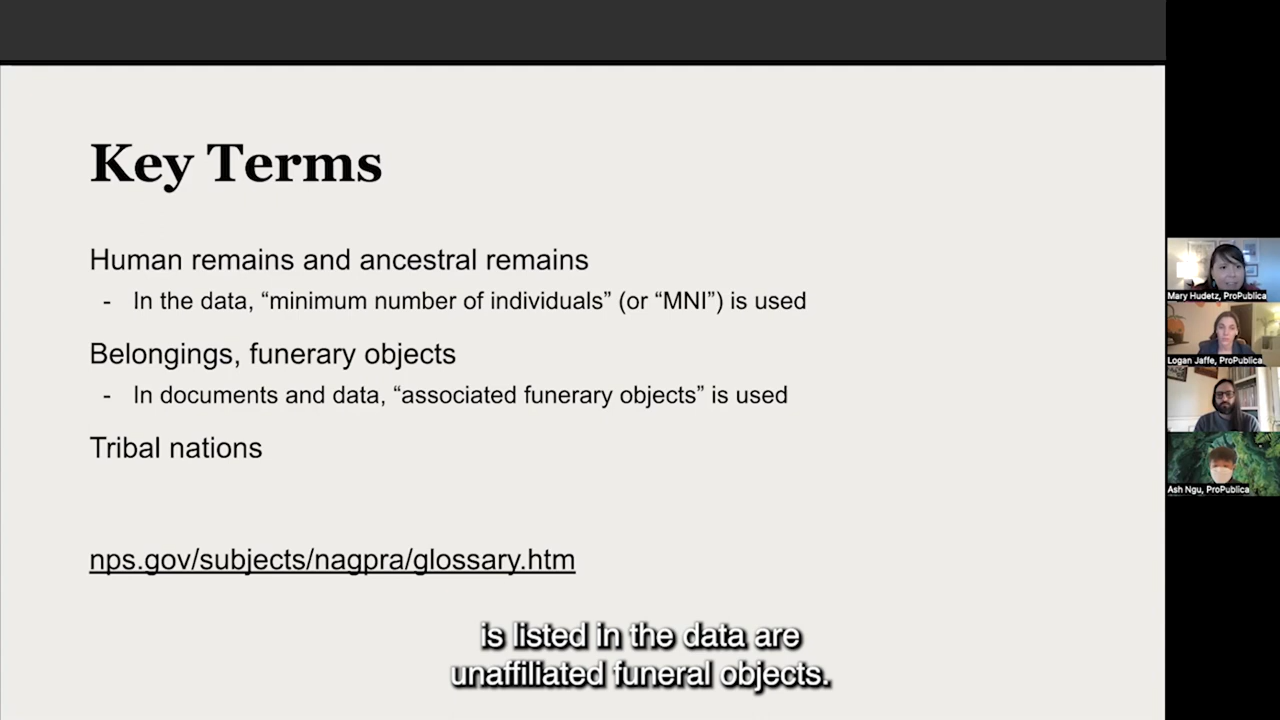 Key Terms
Human remains and ancestral remains
- In the data, “minimum number of individuals” (or “MNI”) is used
Belongings, funerary objects
- In documents and data, “associated funerary objects” is used
Tribal nations
nps.gov/subjects/nagpra/glossary.htm
is listed in the data are
unaffiliated funeral objects.
Mary Hudetz, ProPublica
Logan Jaffe, ProPublica
Ash Ngu, ProPublica